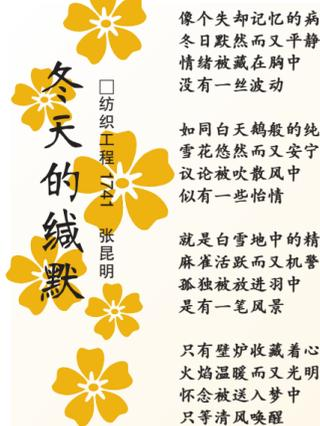 冬天的缄默
□纺织工程 1741 张昆明
像个失却记忆的病
冬日默然而又平静
情绪被藏在胸中
没有一丝波动
如同白天鹅般的纯
雪花悠然而又安宁
议论被吹散风中
似有一些怡情
就是白雪地中的精
麻雀活跃而又机警
孤独被放进羽中
是有一笔风景
只有壁炉收藏着心
火焰温暖而又光明
怀念被送入梦中
只等清风唤醒